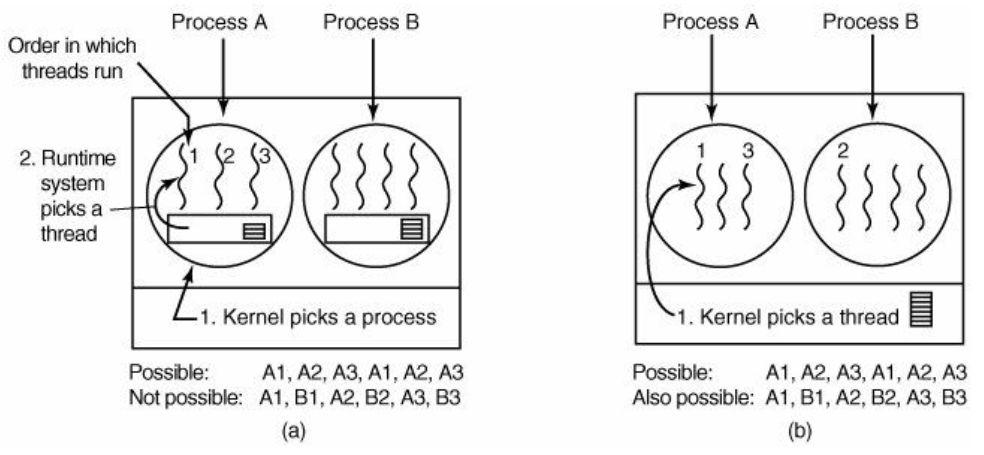 Process A
Process B
Order in which
threads run
1
2
3
2. Runtime
system
picks a
thread
1. Kernel picks a process
Possible: A1, A2, A3, A1, A2, A3
Not possible: A1, B1, A2, B2, A3, B3
(a)
Process A
Process B
1
3
2
1. Kernel picks a thread
Possible: A1, A2, A3, A1, A2, A3
Also possible: A1, B1, A2, B2, A3, B3
(b)